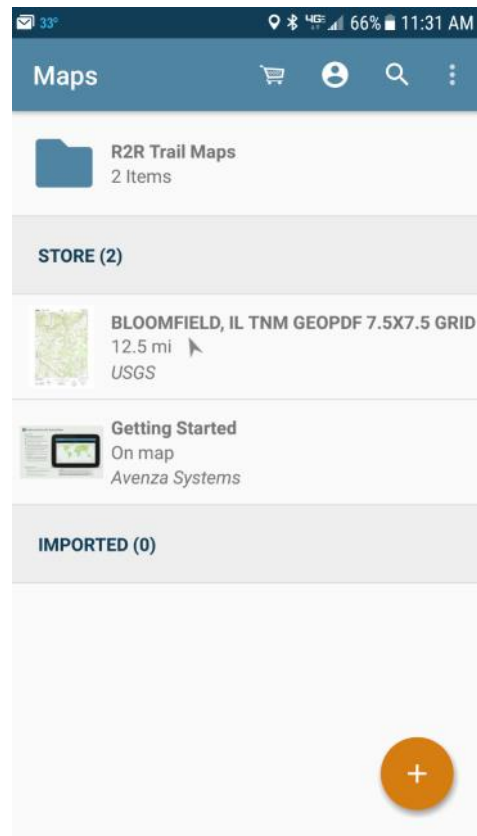 33° 4G 66% 11:31 AM
Maps
R2R Trail Maps
2 Items
STORE (2)
BLOOMFIELD, IL TNM GEOPDF 7.5X7.5 GRID
12.5 mi
USGS
Getting Started
On map
Avenza Systems
IMPORTED (0)
+